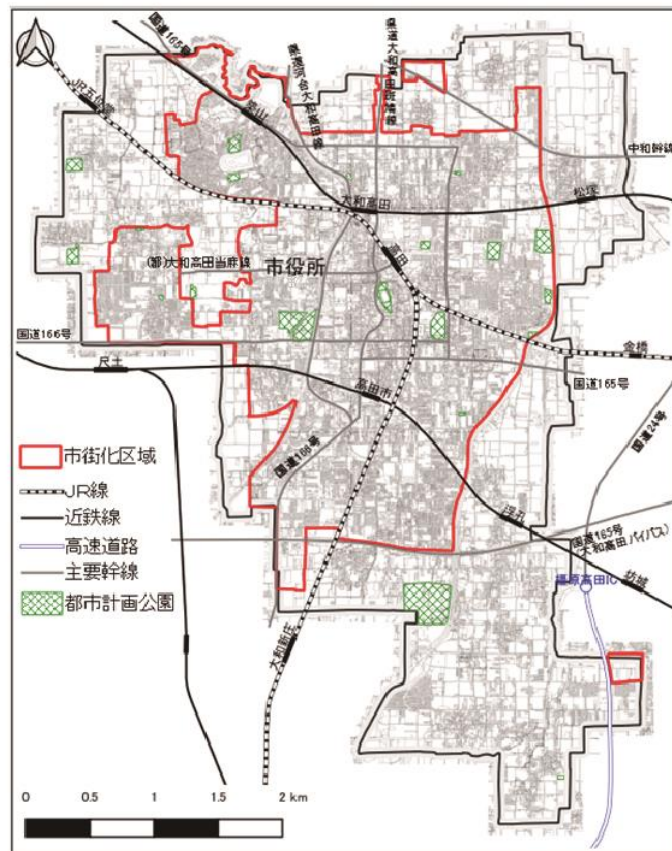 国道165号
県道河合大和高田線
県道大和高田斑鳩線
JR五位堂
築山
中和幹線
大和高田
松塚
(都)大和高田当麻線
市役所
高田
国道166号
尺土
金橋
国道165号
高田市
国道24号
国道166号
浮孔
国道165号
(大和高田バイパス)
橿原高田IC
坊城
大和新庄
市街化区域
JR線
近鉄線
高速道路
主要幹線
都市計画公園
0 0.5 1 1.5 2 km